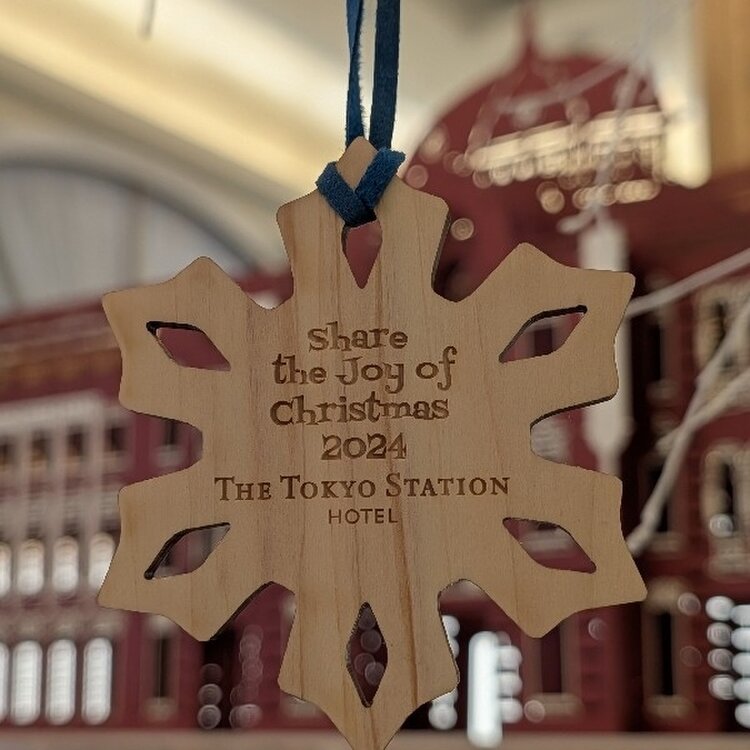 Share
the Joy of
Christmas
2024
THE TOKYO STATION
HOTEL